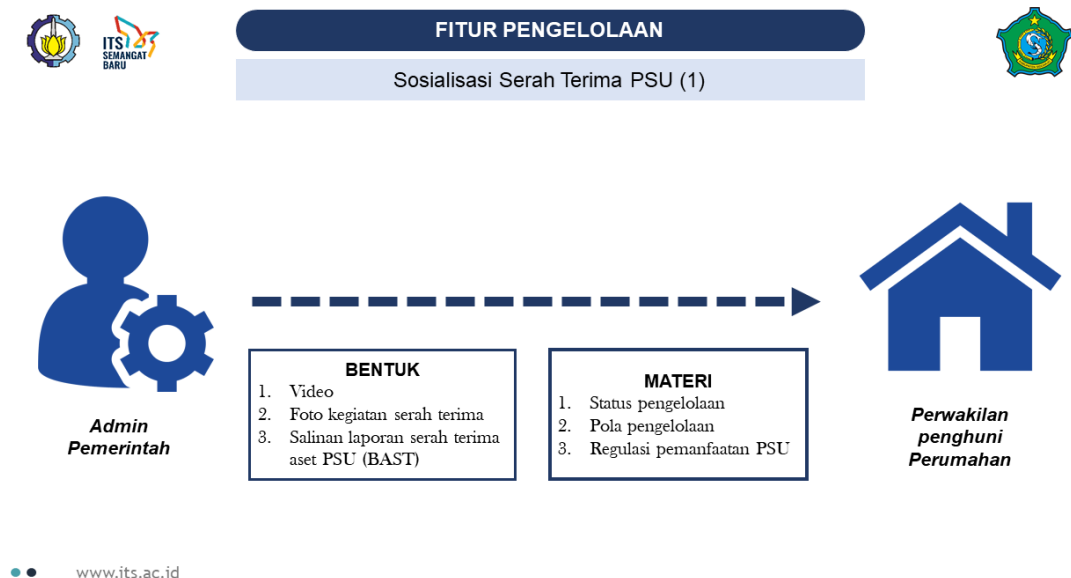 FITUR PENGELOLAAN
ITS
SEMANGAT
BARU
Sosialisasi Serah Terima PSU (1)
BENTUK
1. Video
2. Foto kegiatan serah terima
3. Salinan laporan serah terima
aset PSU (BAST)
MATERI
1. Status pengelolaan
2. Pola pengelolaan
3. Regulasi pemanfaatan PSU
Admin
Pemerintah
Perwakilan
penghuni
Perumahan
www.its.ac.id